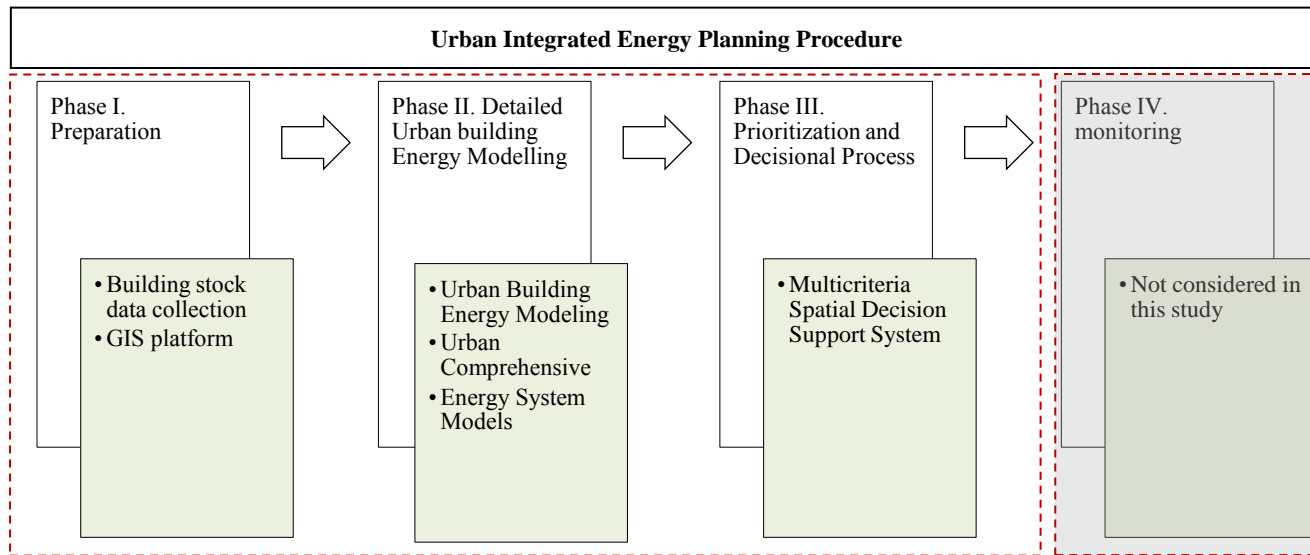 Urban Integrated Energy Planning Procedure
Phase I.
Preparation
• Building stock
data collection
• GIS platform
Phase II. Detailed
Urban building
Energy Modelling
• Urban Building
Energy Modeling
• Urban
Comprehensive
• Energy System
Models
Phase III.
Prioritization and
Decisional Process
• Multicriteria
Spatial Decision
Support System
Phase IV.
monitoring
• Not considered in
this study